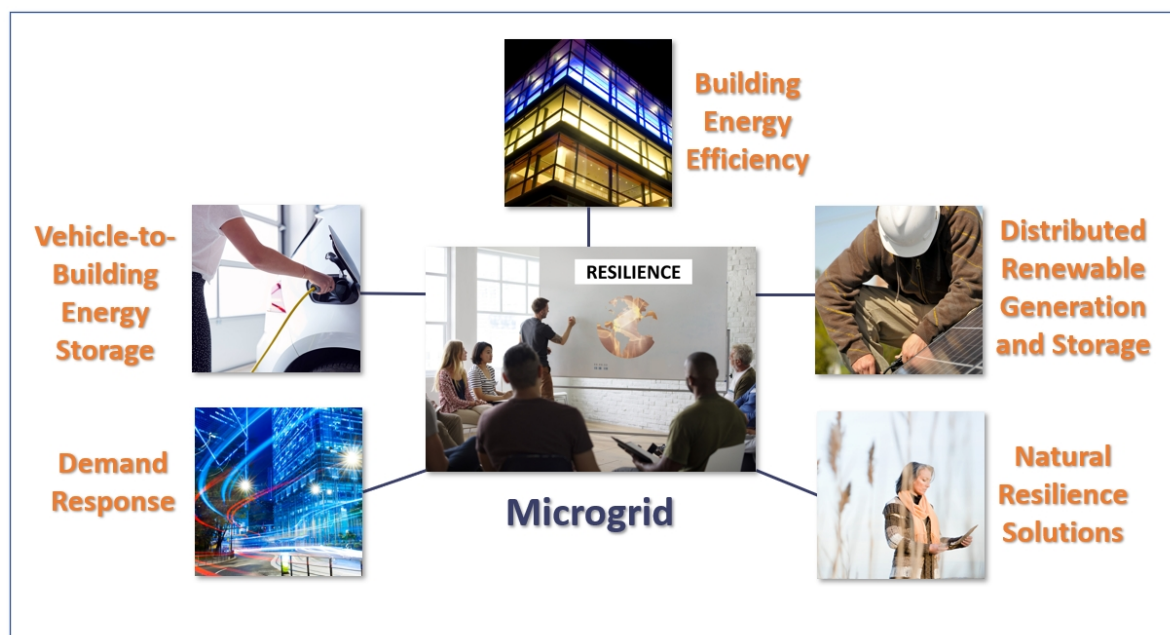 Building
Energy
Efficiency
Vehicle-to-
Building
Energy
Storage
RESILIENCE
Distributed
Renewable
Generation
and Storage
Demand
Response
Microgrid
Natural
Resilience
Solutions